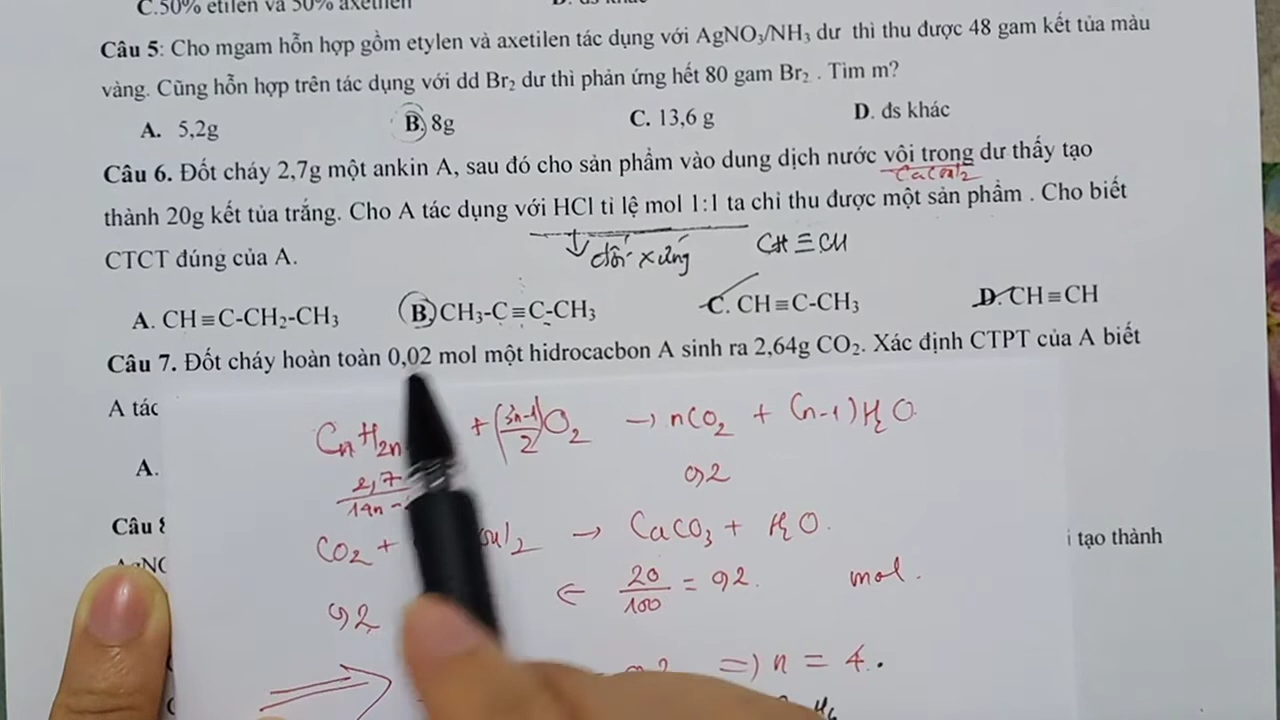 C.50% etilen và 50% axetilen D. đs khác
Câu 5: Cho mgam hỗn hợp gồm etylen và axetilen tác dụng với AgNO₃/NH₃ dư thì thu được 48 gam kết tủa màu
vàng. Cũng hỗn hợp trên tác dụng với dd Br₂ dư thì phản ứng hết 80 gam Br₂ . Tìm m?
A. 5,2g B. 8g C. 13,6 g D. đs khác
Câu 6. Đốt cháy 2,7g một ankin A, sau đó cho sản phẩm vào dung dịch nước vôi trong dư thấy tạo
Ca(OH)₂
thành 20g kết tủa trắng. Cho A tác dụng với HCl tỉ lệ mol 1:1 ta chỉ thu được một sản phẩm . Cho biết
đối xứng CH≡CH
CTCT đúng của A.
A. CH≡C-CH₂-CH₃ B. CH₃-C≡C-CH₃ C. CH≡C-CH₃ D. CH≡CH
Câu 7. Đốt cháy hoàn toàn 0,02 mol một hidrocacbon A sinh ra 2,64g CO₂. Xác định CTPT của A biết
A tác
CnH2n + (3n-1)/2 O₂ → nCO₂ + (n-1)H₂O
A.
2,7/14n- 0,2
Câu 8
CO₂ + → CaCO₃ + H₂O.
i tạo thành
← 20/100 = 0,2. mol.
0,2
⇒ n = 4.